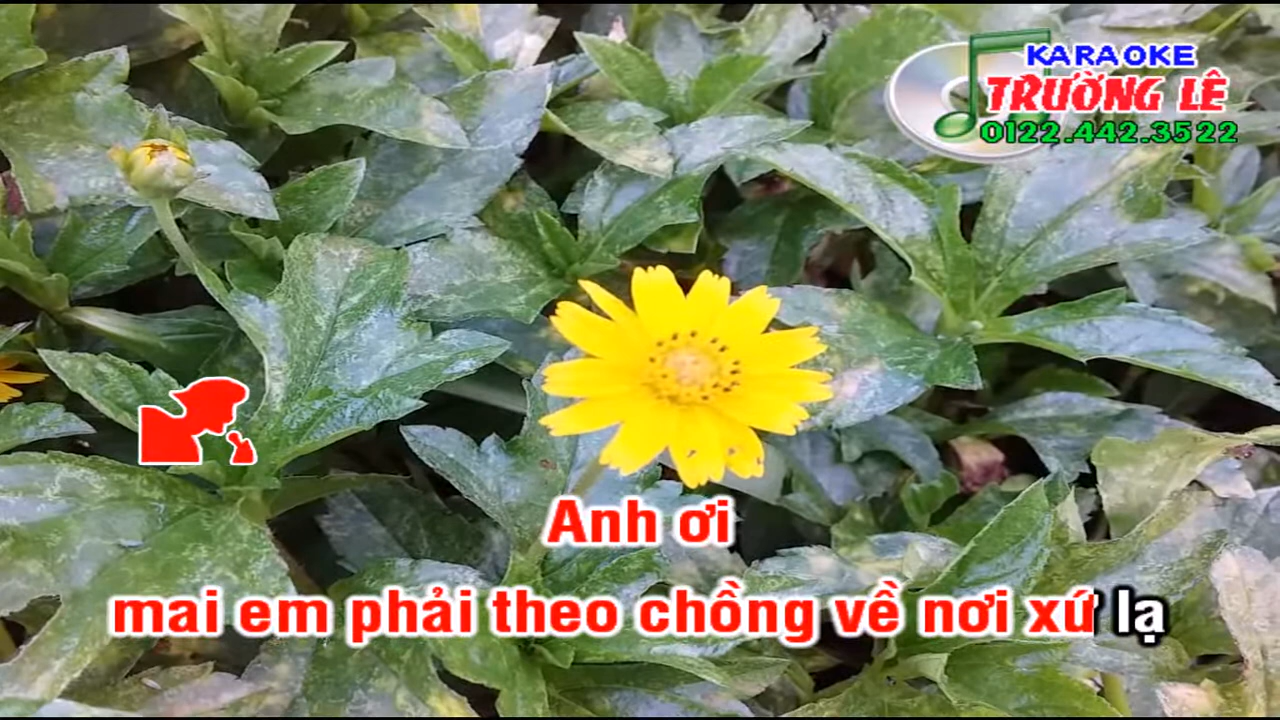 KARAOKE
TRƯỜNG LÊ
0122.442.3522
Anh ơi
mai em phải theo chồng về nơi xứ lạ